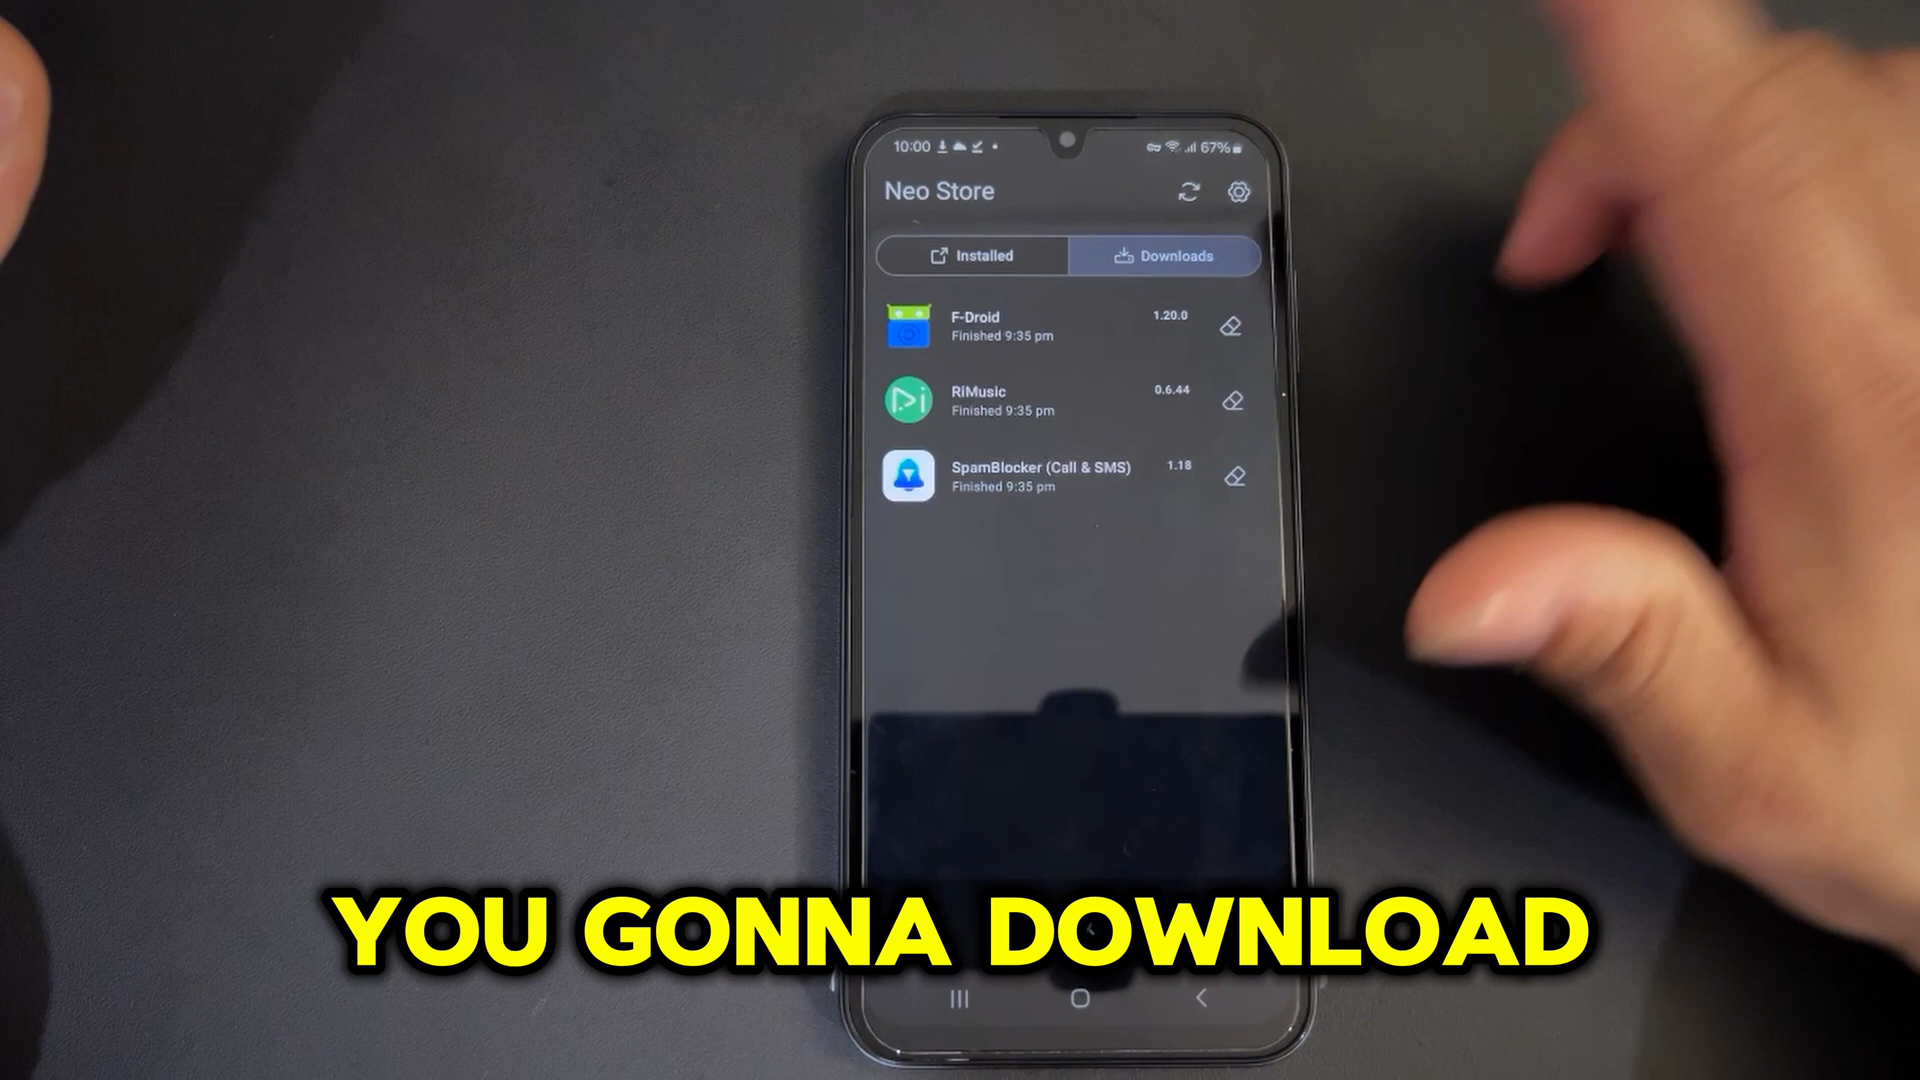 10:00
67%
Neo Store
Installed
Downloads
F-Droid
1.20.0
Finished 9:35 pm
RiMusic
0.6.44
Finished 9:35 pm
SpamBlocker (Call & SMS)
1.18
Finished 9:35 pm
YOU GONNA DOWNLOAD